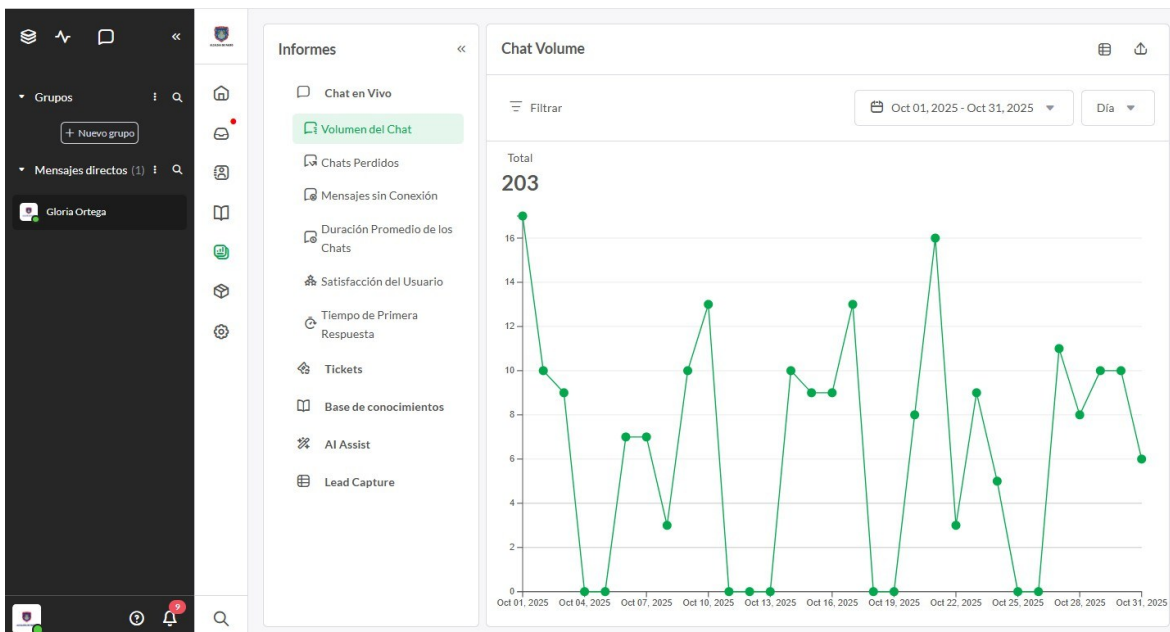 «
Grupos
+ Nuevo grupo
Mensajes directos (1)
Gloria Ortega
9
Informes «
Chat en Vivo
Volumen del Chat
Chats Perdidos
Mensajes sin Conexión
Duración Promedio de los
Chats
Satisfacción del Usuario
Tiempo de Primera
Respuesta
Tickets
Base de conocimientos
AI Assist
Lead Capture
Chat Volume
Filtrar
Oct 01, 2025 - Oct 31, 2025
Día
Total
203
16
14
12
10
8
6
4
2
0
Oct 01, 2025 Oct 04, 2025 Oct 07, 2025 Oct 10, 2025 Oct 13, 2025 Oct 16, 2025 Oct 19, 2025 Oct 22, 2025 Oct 25, 2025 Oct 28, 2025 Oct 31, 2025